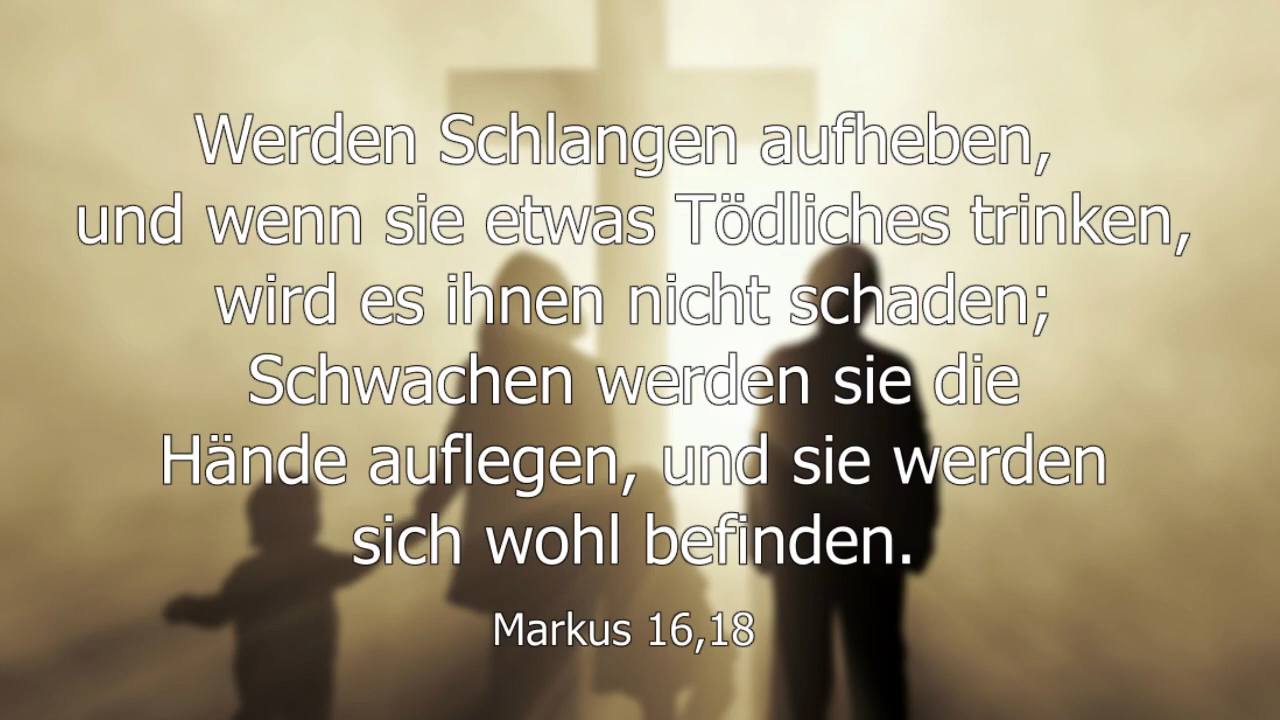 Werden Schlangen aufheben,
und wenn sie etwas Tödliches trinken,
wird es ihnen nicht schaden;
Schwachen werden sie die
Hände auflegen, und sie werden
sich wohl befinden.
Markus 16,18